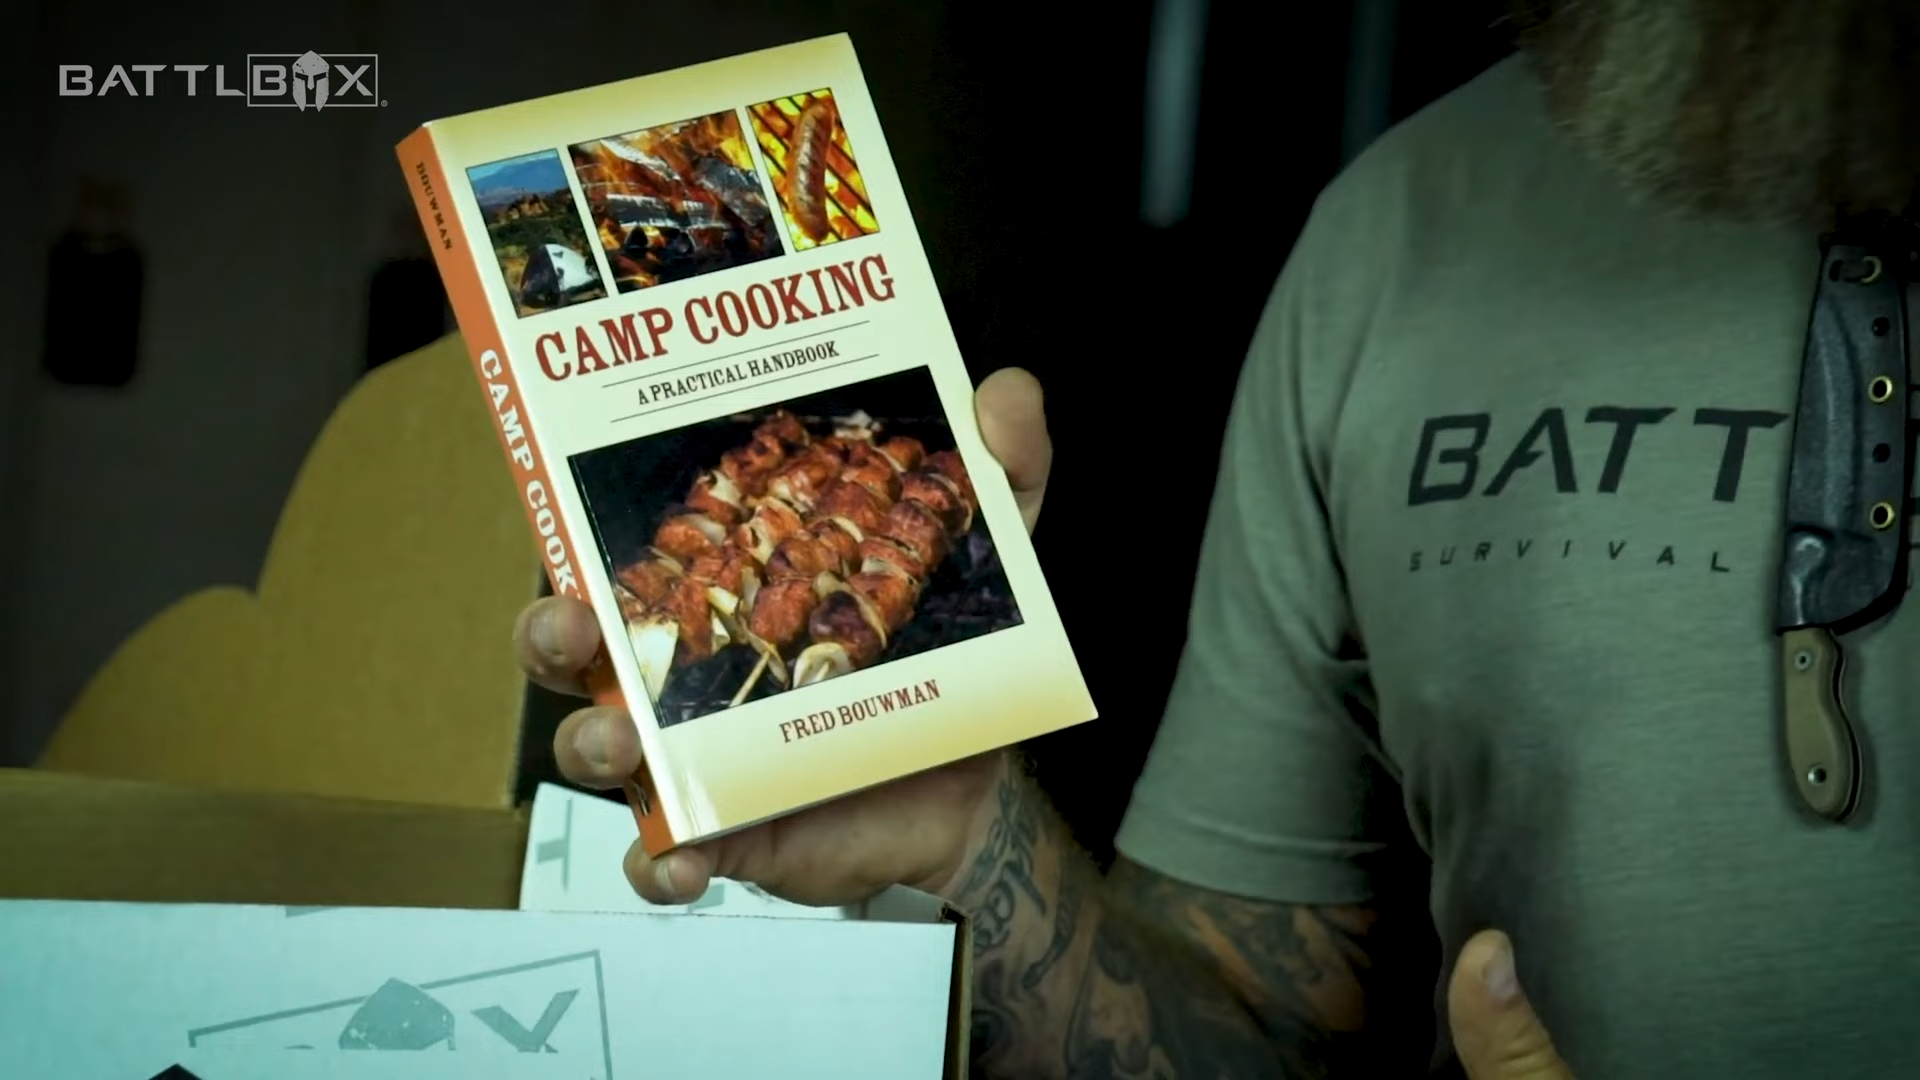 BATTLBOX
BOUWMAN
CAMP COOK
CAMP COOKING
A PRACTICAL HANDBOOK
FRED BOUWMAN
BATT
SURVIVAL